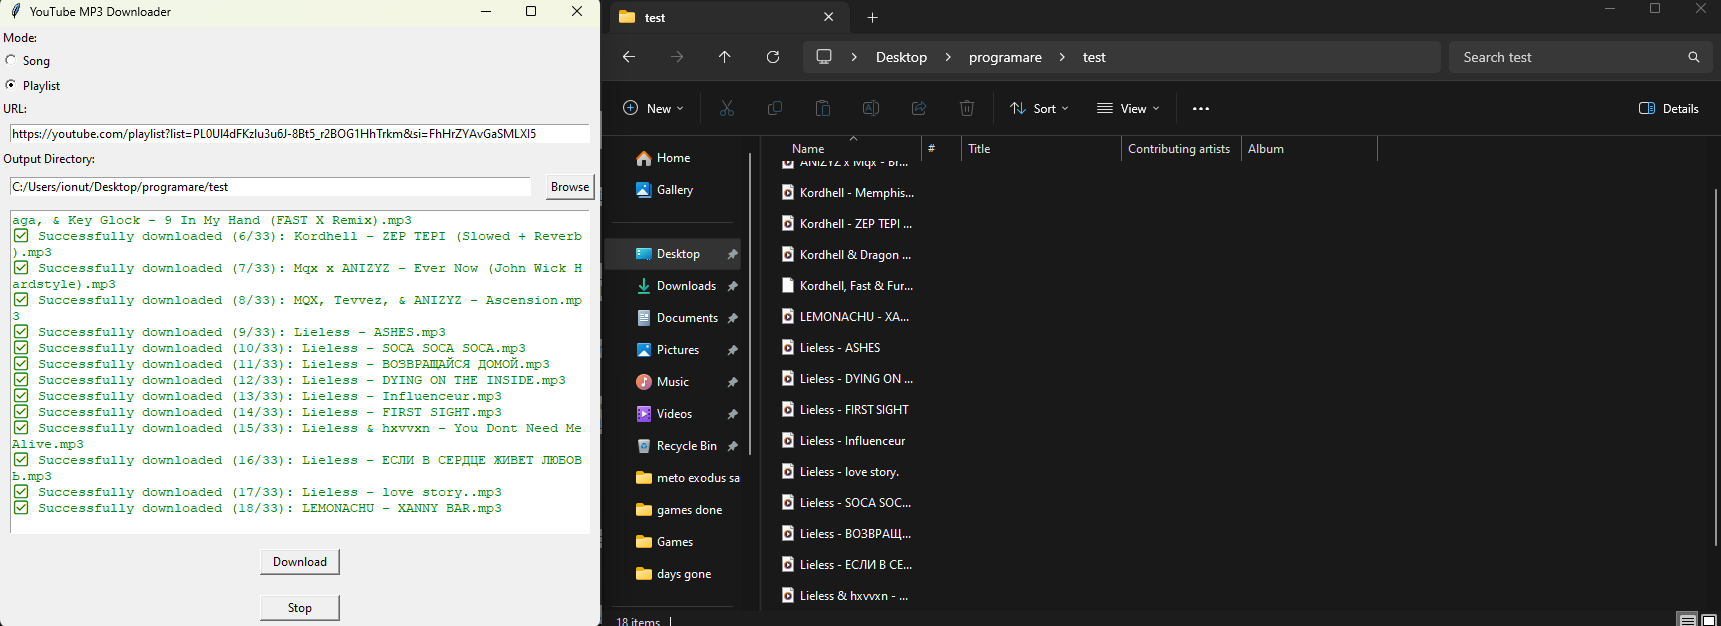 YouTube MP3 Downloader
Mode:
Song
Playlist
URL:
https://youtube.com/playlist?list=PL0Ul4dFKzlu3u6J-8Bt5_r2BOG1HhTrkm&si=FhHrZYAvGaSMLXl5
Output Directory:
C:/Users/ionut/Desktop/programare/test
Browse
aga, & Key Glock - 9 In My Hand (FAST X Remix).mp3
Successfully downloaded (6/33): Kordhell - ZEP TEPI (Slowed + Reverb
).mp3
Successfully downloaded (7/33): Mqx x ANIZYZ - Ever Now (John Wick H
ardstyle).mp3
Successfully downloaded (8/33): MQX, Tevvez, & ANIZYZ - Ascension.mp
3
Successfully downloaded (9/33): Lieless - ASHES.mp3
Successfully downloaded (10/33): Lieless - SOCA SOCA SOCA.mp3
Successfully downloaded (11/33): Lieless - ВОЗВРАЩАЙСЯ ДОМОЙ.mp3
Successfully downloaded (12/33): Lieless - DYING ON THE INSIDE.mp3
Successfully downloaded (13/33): Lieless - Influenceur.mp3
Successfully downloaded (14/33): Lieless - FIRST SIGHT.mp3
Successfully downloaded (15/33): Lieless & hxvvxn - You Dont Need Me
Alive.mp3
Successfully downloaded (16/33): Lieless - ЕСЛИ В СЕРДЦЕ ЖИВЕТ ЛЮБОВ
Ь.mp3
Successfully downloaded (17/33): Lieless - love story..mp3
Successfully downloaded (18/33): LEMONACHU - XANNY BAR.mp3
Download
Stop
test
Desktop > programare > test
Search test
New
Sort
View
Details
Home
Gallery
Desktop
Downloads
Documents
Pictures
Music
Videos
Recycle Bin
meto exodus sa
games done
Games
days gone
Name
#
Title
Contributing artists
Album
ANIZYZ x Mqx - Br...
Kordhell - Memphis...
Kordhell - ZEP TEPI ...
Kordhell & Dragon ...
Kordhell, Fast & Fur...
LEMONACHU - XA...
Lieless - ASHES
Lieless - DYING ON ...
Lieless - FIRST SIGHT
Lieless - Influenceur
Lieless - love story.
Lieless - SOCA SOC...
Lieless - ВОЗВРАЩ...
Lieless - ЕСЛИ В СЕ...
Lieless & hxvvxn - ...
18 items